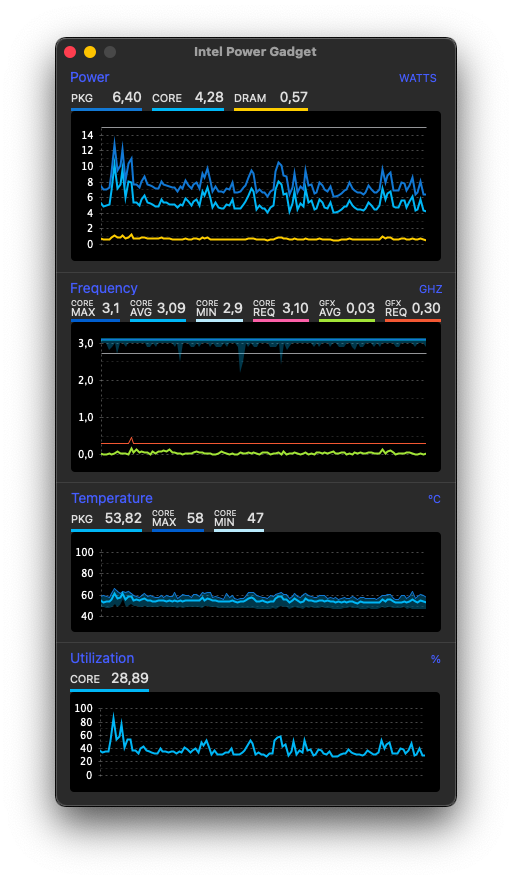 Intel Power Gadget
Power WATTS
PKG 6,40 CORE 4,28 DRAM 0,57
14
12
10
8
6
4
2
0
Frequency GHZ
CORE MAX 3,1 CORE AVG 3,09 CORE MIN 2,9 CORE REQ 3,10 GFX AVG 0,03 GFX REQ 0,30
3,0
2,0
1,0
0,0
Temperature °C
PKG 53,82 CORE MAX 58 CORE MIN 47
100
80
60
40
Utilization %
CORE 28,89
100
80
60
40
20
0